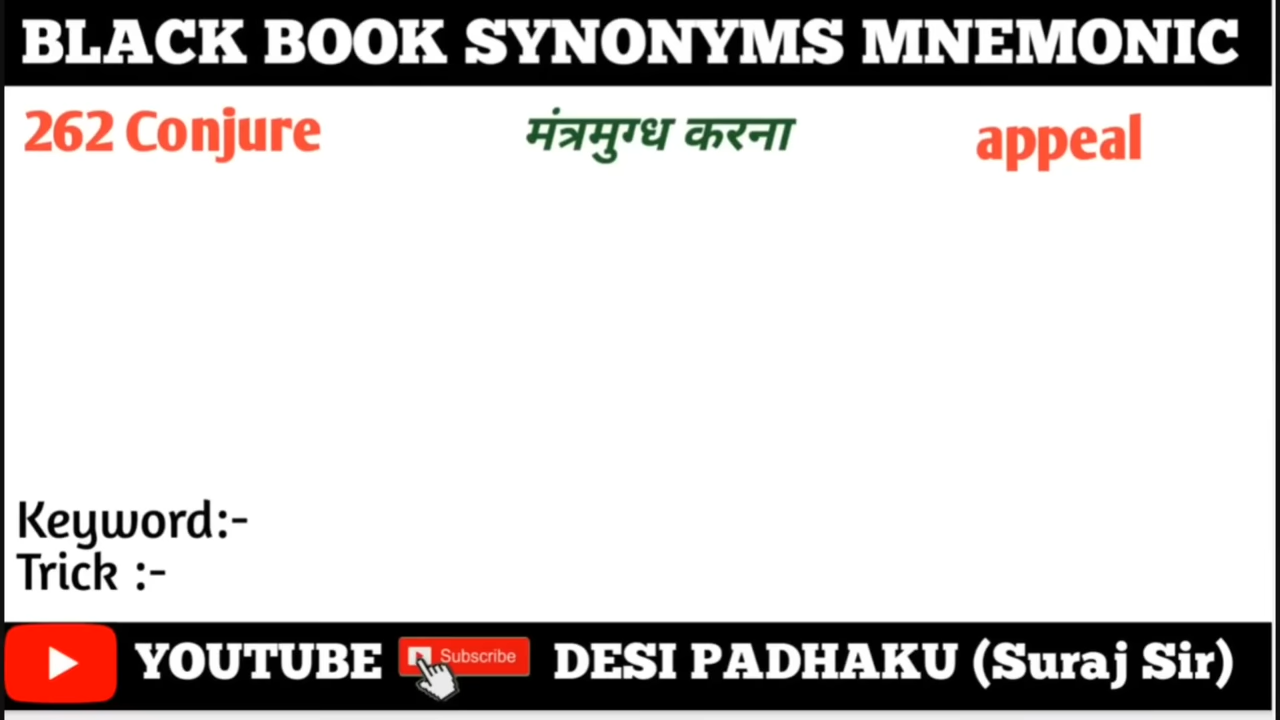 BLACK BOOK SYNONYMS MNEMONIC
262 Conjure मंत्रमुग्ध करना appeal
Keyword:-
Trick :-
YOUTUBE Subscribe DESI PADHAKU (Suraj Sir)